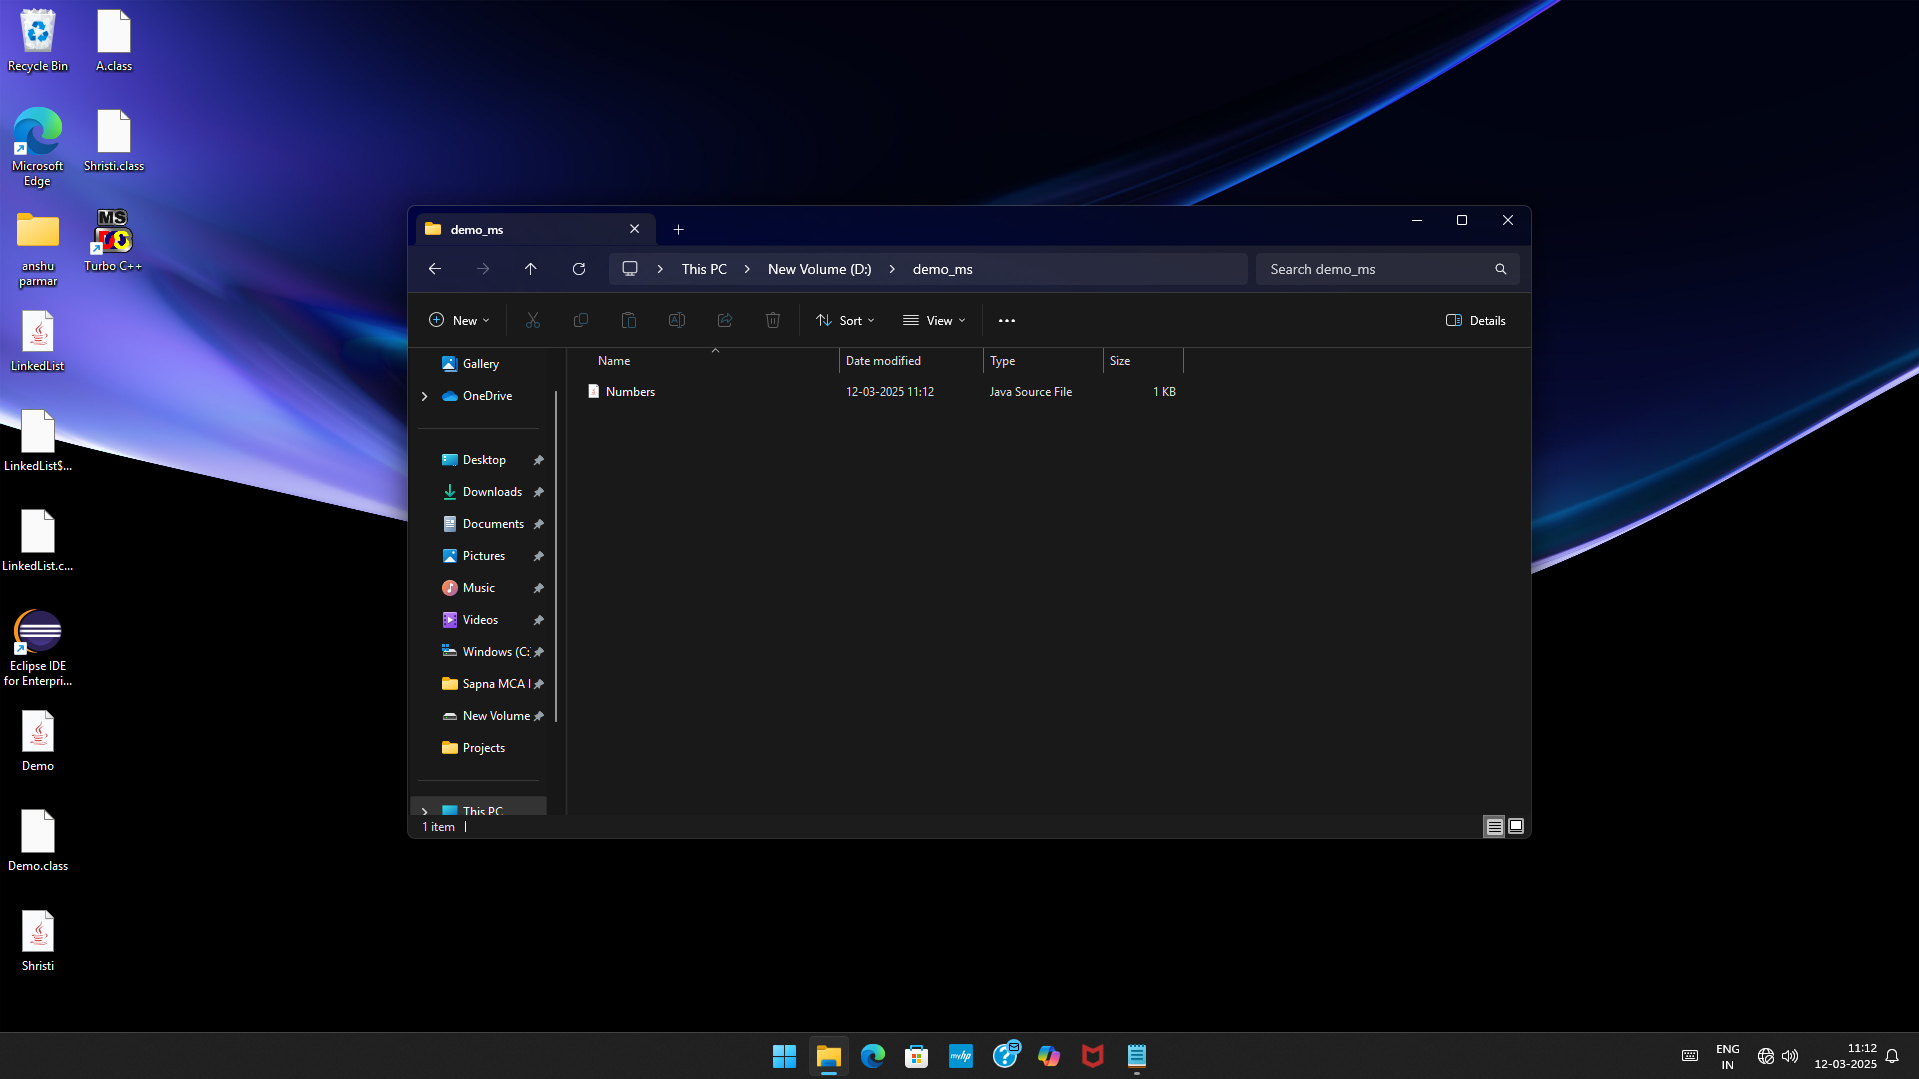 Recycle Bin
A.class
Microsoft
Edge
Shristi.class
anshu
parmar
MS
Turbo C++
LinkedList
LinkedList$...
LinkedList.c...
Eclipse IDE
for Enterpri...
Demo
Demo.class
Shristi
demo_ms
This PC
New Volume (D:)
demo_ms
Search demo_ms
New
Sort
View
Details
Gallery
OneDrive
Desktop
Downloads
Documents
Pictures
Music
Videos
Windows (C:
Sapna MCA
New Volume
Projects
This PC
Name
Date modified
Type
Size
Numbers
12-03-2025 11:12
Java Source File
1 KB
1 item
myhp
ENG
IN
11:12
12-03-2025